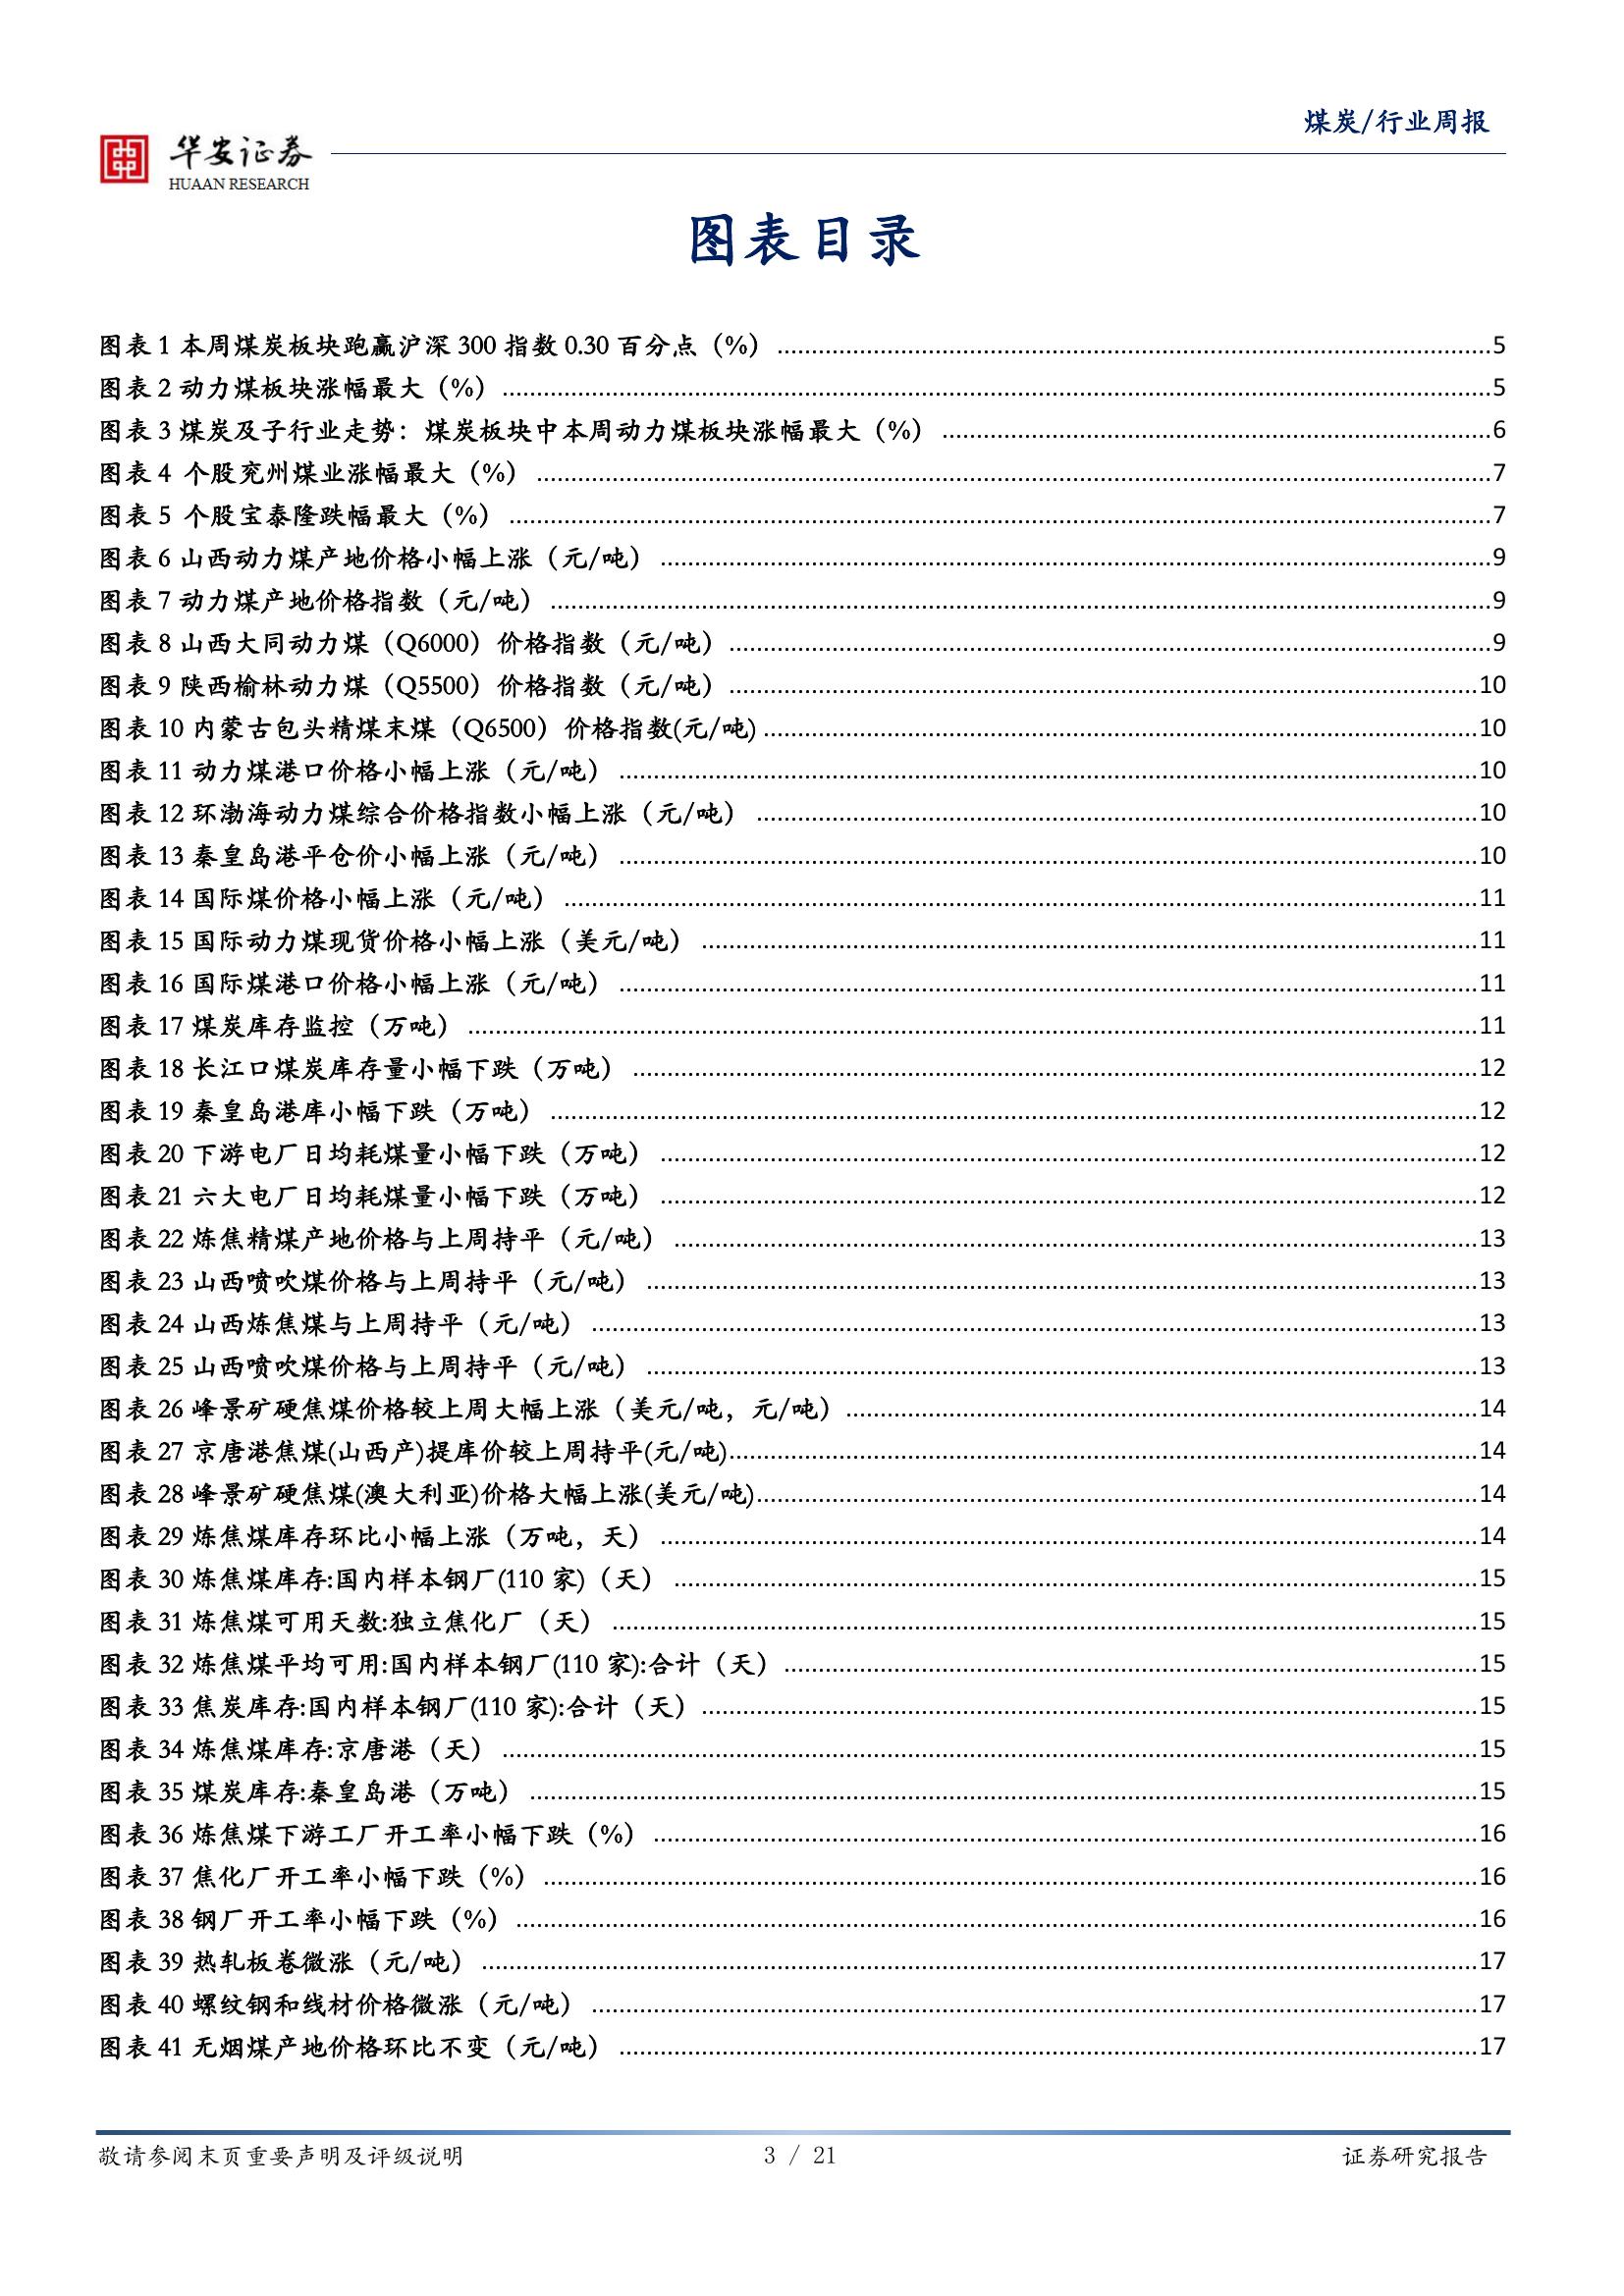 煤炭/行业周报
华安证券
HUAAN RESEARCH
图表目录
图表 1 本周煤炭板块跑赢沪深 300 指数 0.30 百分点（%）5
图表 2 动力煤板块涨幅最大（%）5
图表 3 煤炭及子行业走势：煤炭板块中本周动力煤板块涨幅最大（%）6
图表 4 个股兖州煤业涨幅最大（%）7
图表 5 个股宝泰隆跌幅最大（%）7
图表 6 山西动力煤产地价格小幅上涨（元/吨）9
图表 7 动力煤产地价格指数（元/吨）9
图表 8 山西大同动力煤（Q6000）价格指数（元/吨）9
图表 9 陕西榆林动力煤（Q5500）价格指数（元/吨）10
图表 10 内蒙古包头精煤末煤（Q6500）价格指数(元/吨)10
图表 11 动力煤港口价格小幅上涨（元/吨）10
图表 12 环渤海动力煤综合价格指数小幅上涨（元/吨）10
图表 13 秦皇岛港平仓价小幅上涨（元/吨）10
图表 14 国际煤价格小幅上涨（元/吨）11
图表 15 国际动力煤现货价格小幅上涨（美元/吨）11
图表 16 国际煤港口价格小幅上涨（元/吨）11
图表 17 煤炭库存监控（万吨）11
图表 18 长江口煤炭库存量小幅下跌（万吨）12
图表 19 秦皇岛港库小幅下跌（万吨）12
图表 20 下游电厂日均耗煤量小幅下跌（万吨）12
图表 21 六大电厂日均耗煤量小幅下跌（万吨）12
图表 22 炼焦精煤产地价格与上周持平（元/吨）13
图表 23 山西喷吹煤价格与上周持平（元/吨）13
图表 24 山西炼焦煤与上周持平（元/吨）13
图表 25 山西喷吹煤价格与上周持平（元/吨）13
图表 26 峰景矿硬焦煤价格较上周大幅上涨（美元/吨，元/吨）14
图表 27 京唐港焦煤(山西产)提库价较上周持平(元/吨)14
图表 28 峰景矿硬焦煤(澳大利亚)价格大幅上涨(美元/吨)14
图表 29 炼焦煤库存环比小幅上涨（万吨，天）14
图表 30 炼焦煤库存:国内样本钢厂(110 家)（天）15
图表 31 炼焦煤可用天数:独立焦化厂（天）15
图表 32 炼焦煤平均可用:国内样本钢厂(110 家):合计（天）15
图表 33 焦炭库存:国内样本钢厂(110 家):合计（天）15
图表 34 炼焦煤库存:京唐港（天）15
图表 35 煤炭库存:秦皇岛港（万吨）15
图表 36 炼焦煤下游工厂开工率小幅下跌（%）16
图表 37 焦化厂开工率小幅下跌（%）16
图表 38 钢厂开工率小幅下跌（%）16
图表 39 热轧板卷微涨（元/吨）17
图表 40 螺纹钢和线材价格微涨（元/吨）17
图表 41 无烟煤产地价格环比不变（元/吨）17
敬请参阅末页重要声明及评级说明 3 / 21 证券研究报告